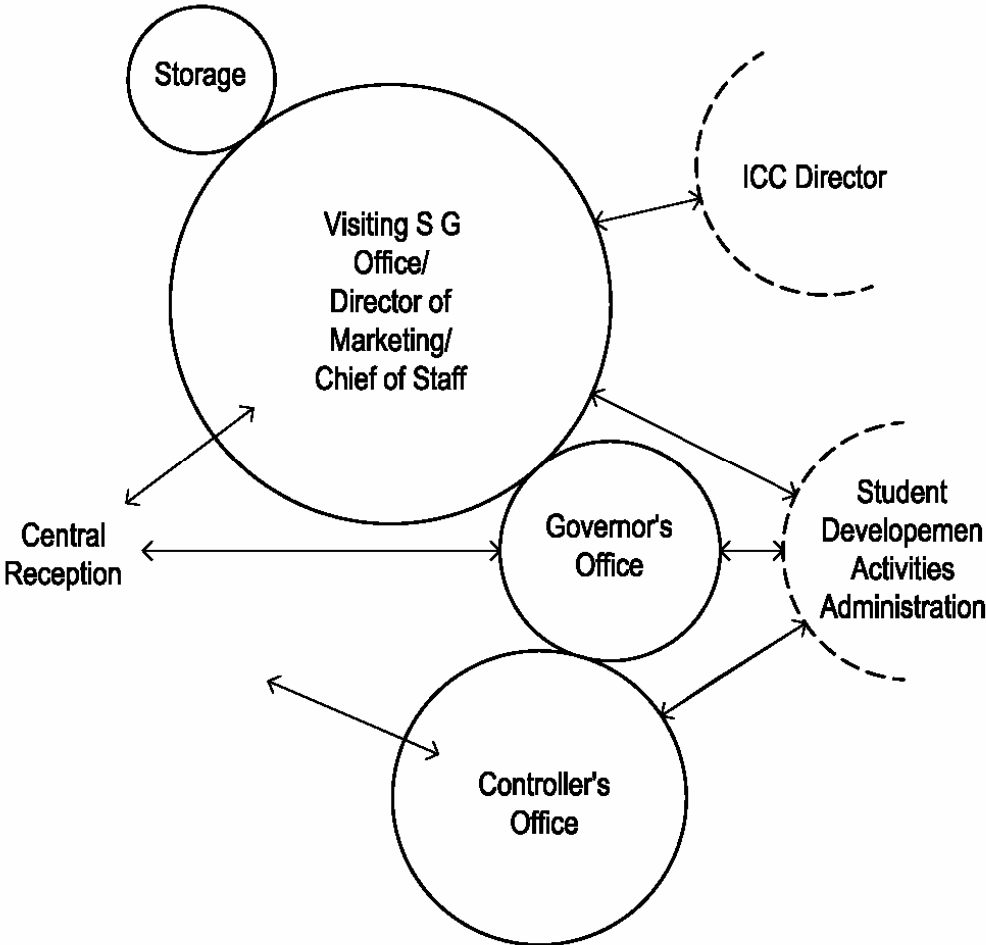 Storage
ICC Director
Visiting S G
Office/
Director of
Marketing/
Chief of Staff
Student
Developemen
Activities
Administration
Governor's
Office
Central
Reception
Controller's
Office